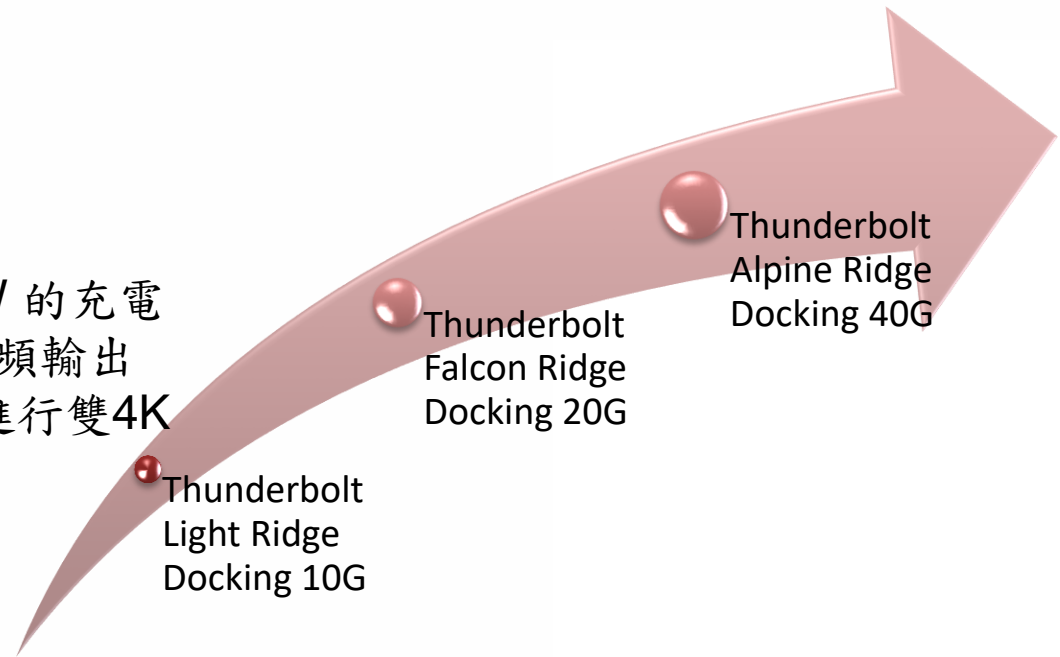 的充電
頻輸出
進行雙4K
Thunderbolt
Light Ridge
Docking 10G
Thunderbolt
Falcon Ridge
Docking 20G
Thunderbolt
Alpine Ridge
Docking 40G